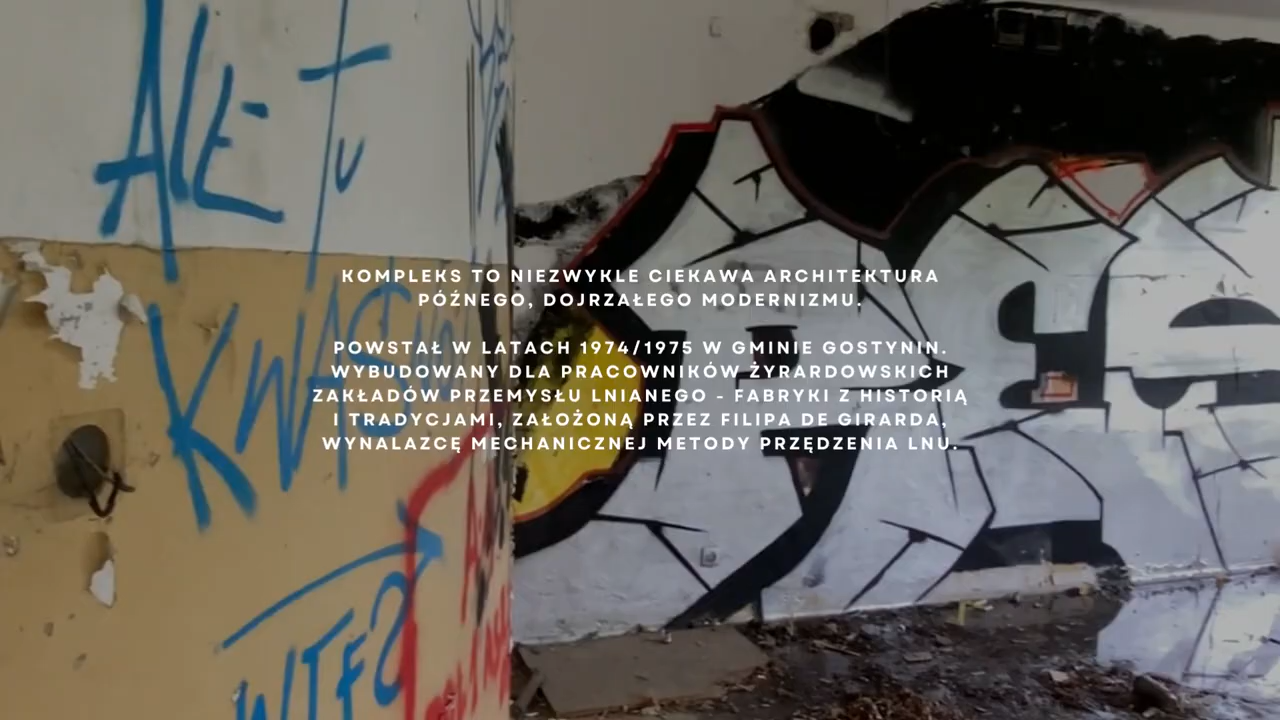 ALE TU
KOMPLEKS TO NIEZWYKLE CIEKAWA ARCHITEKTURA
PÓŹNEGO, DOJRZAŁEGO MODERNIZMU.
POWSTAŁ W LATACH 1974/1975 W GMINIE GOSTYNIN.
WYBUDOWANY DLA PRACOWNIKÓW ŻYRARDOWSKICH
ZAKŁADÓW PRZEMYSŁU LNIANEGO - FABRYKI Z HISTORIĄ
I TRADYCJAMI, ZAŁOŻONĄ PRZEZ FILIPA DE GIRARDA,
WYNALAZCĘ MECHANICZNEJ METODY PRZĘDZENIA LNU.